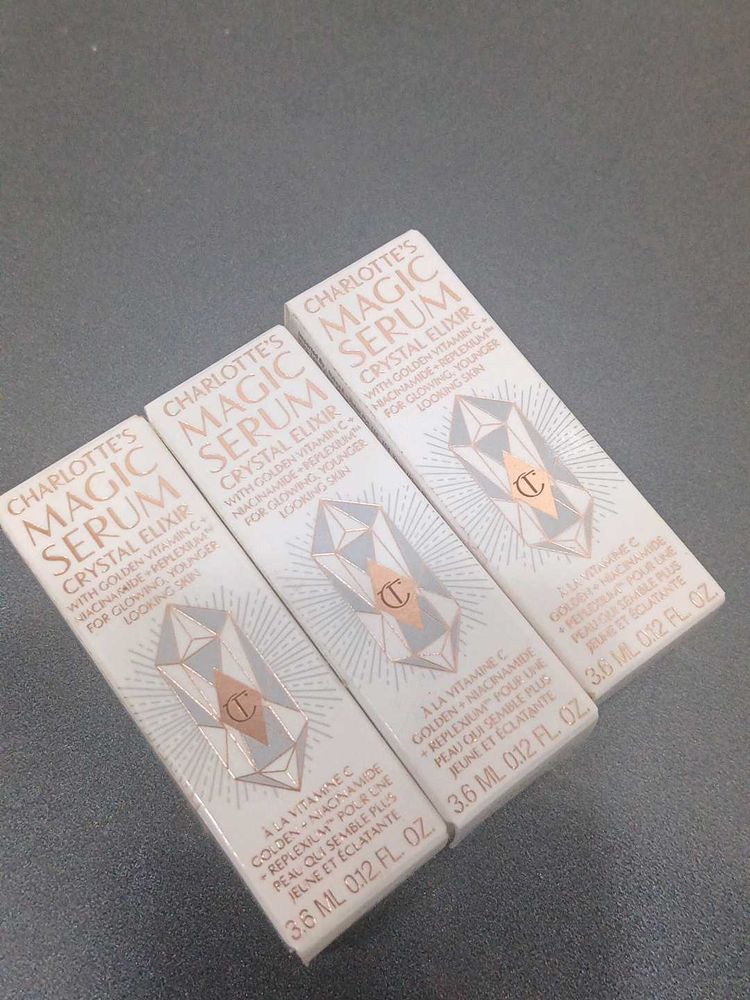 CHARLOTTE'S
MAGIC
SERUM
CRYSTAL ELIXIR
WITH GOLDEN VITAMIN C +
NIACINAMIDE + REPLEXIUM™
FOR GLOWING, YOUNGER
LOOKING SKIN
CT
À LA VITAMINE C
GOLDEN + NIACINAMIDE
+ REPLEXIUM™ POUR UNE
PEAU QUI SEMBLE PLUS
JEUNE ET ÉCLATANTE
3.6 ML 0.12 FL. OZ.
CHARLOTTE'S
MAGIC
SERUM
CRYSTAL ELIXIR
WITH GOLDEN VITAMIN C +
NIACINAMIDE + REPLEXIUM™
FOR GLOWING, YOUNGER
LOOKING SKIN
CT
À LA VITAMINE C
GOLDEN + NIACINAMIDE
+ REPLEXIUM™ POUR UNE
PEAU QUI SEMBLE PLUS
JEUNE ET ÉCLATANTE
3.6 ML 0.12 FL. OZ.
CHARLOTTE'S
MAGIC
SERUM
CRYSTAL ELIXIR
WITH GOLDEN VITAMIN C +
NIACINAMIDE + REPLEXIUM™
FOR GLOWING, YOUNGER
LOOKING SKIN
CT
À LA VITAMINE C
GOLDEN + NIACINAMIDE
+ REPLEXIUM™ POUR UNE
PEAU QUI SEMBLE PLUS
JEUNE ET ÉCLATANTE
3.6 ML 0.12 FL. OZ.